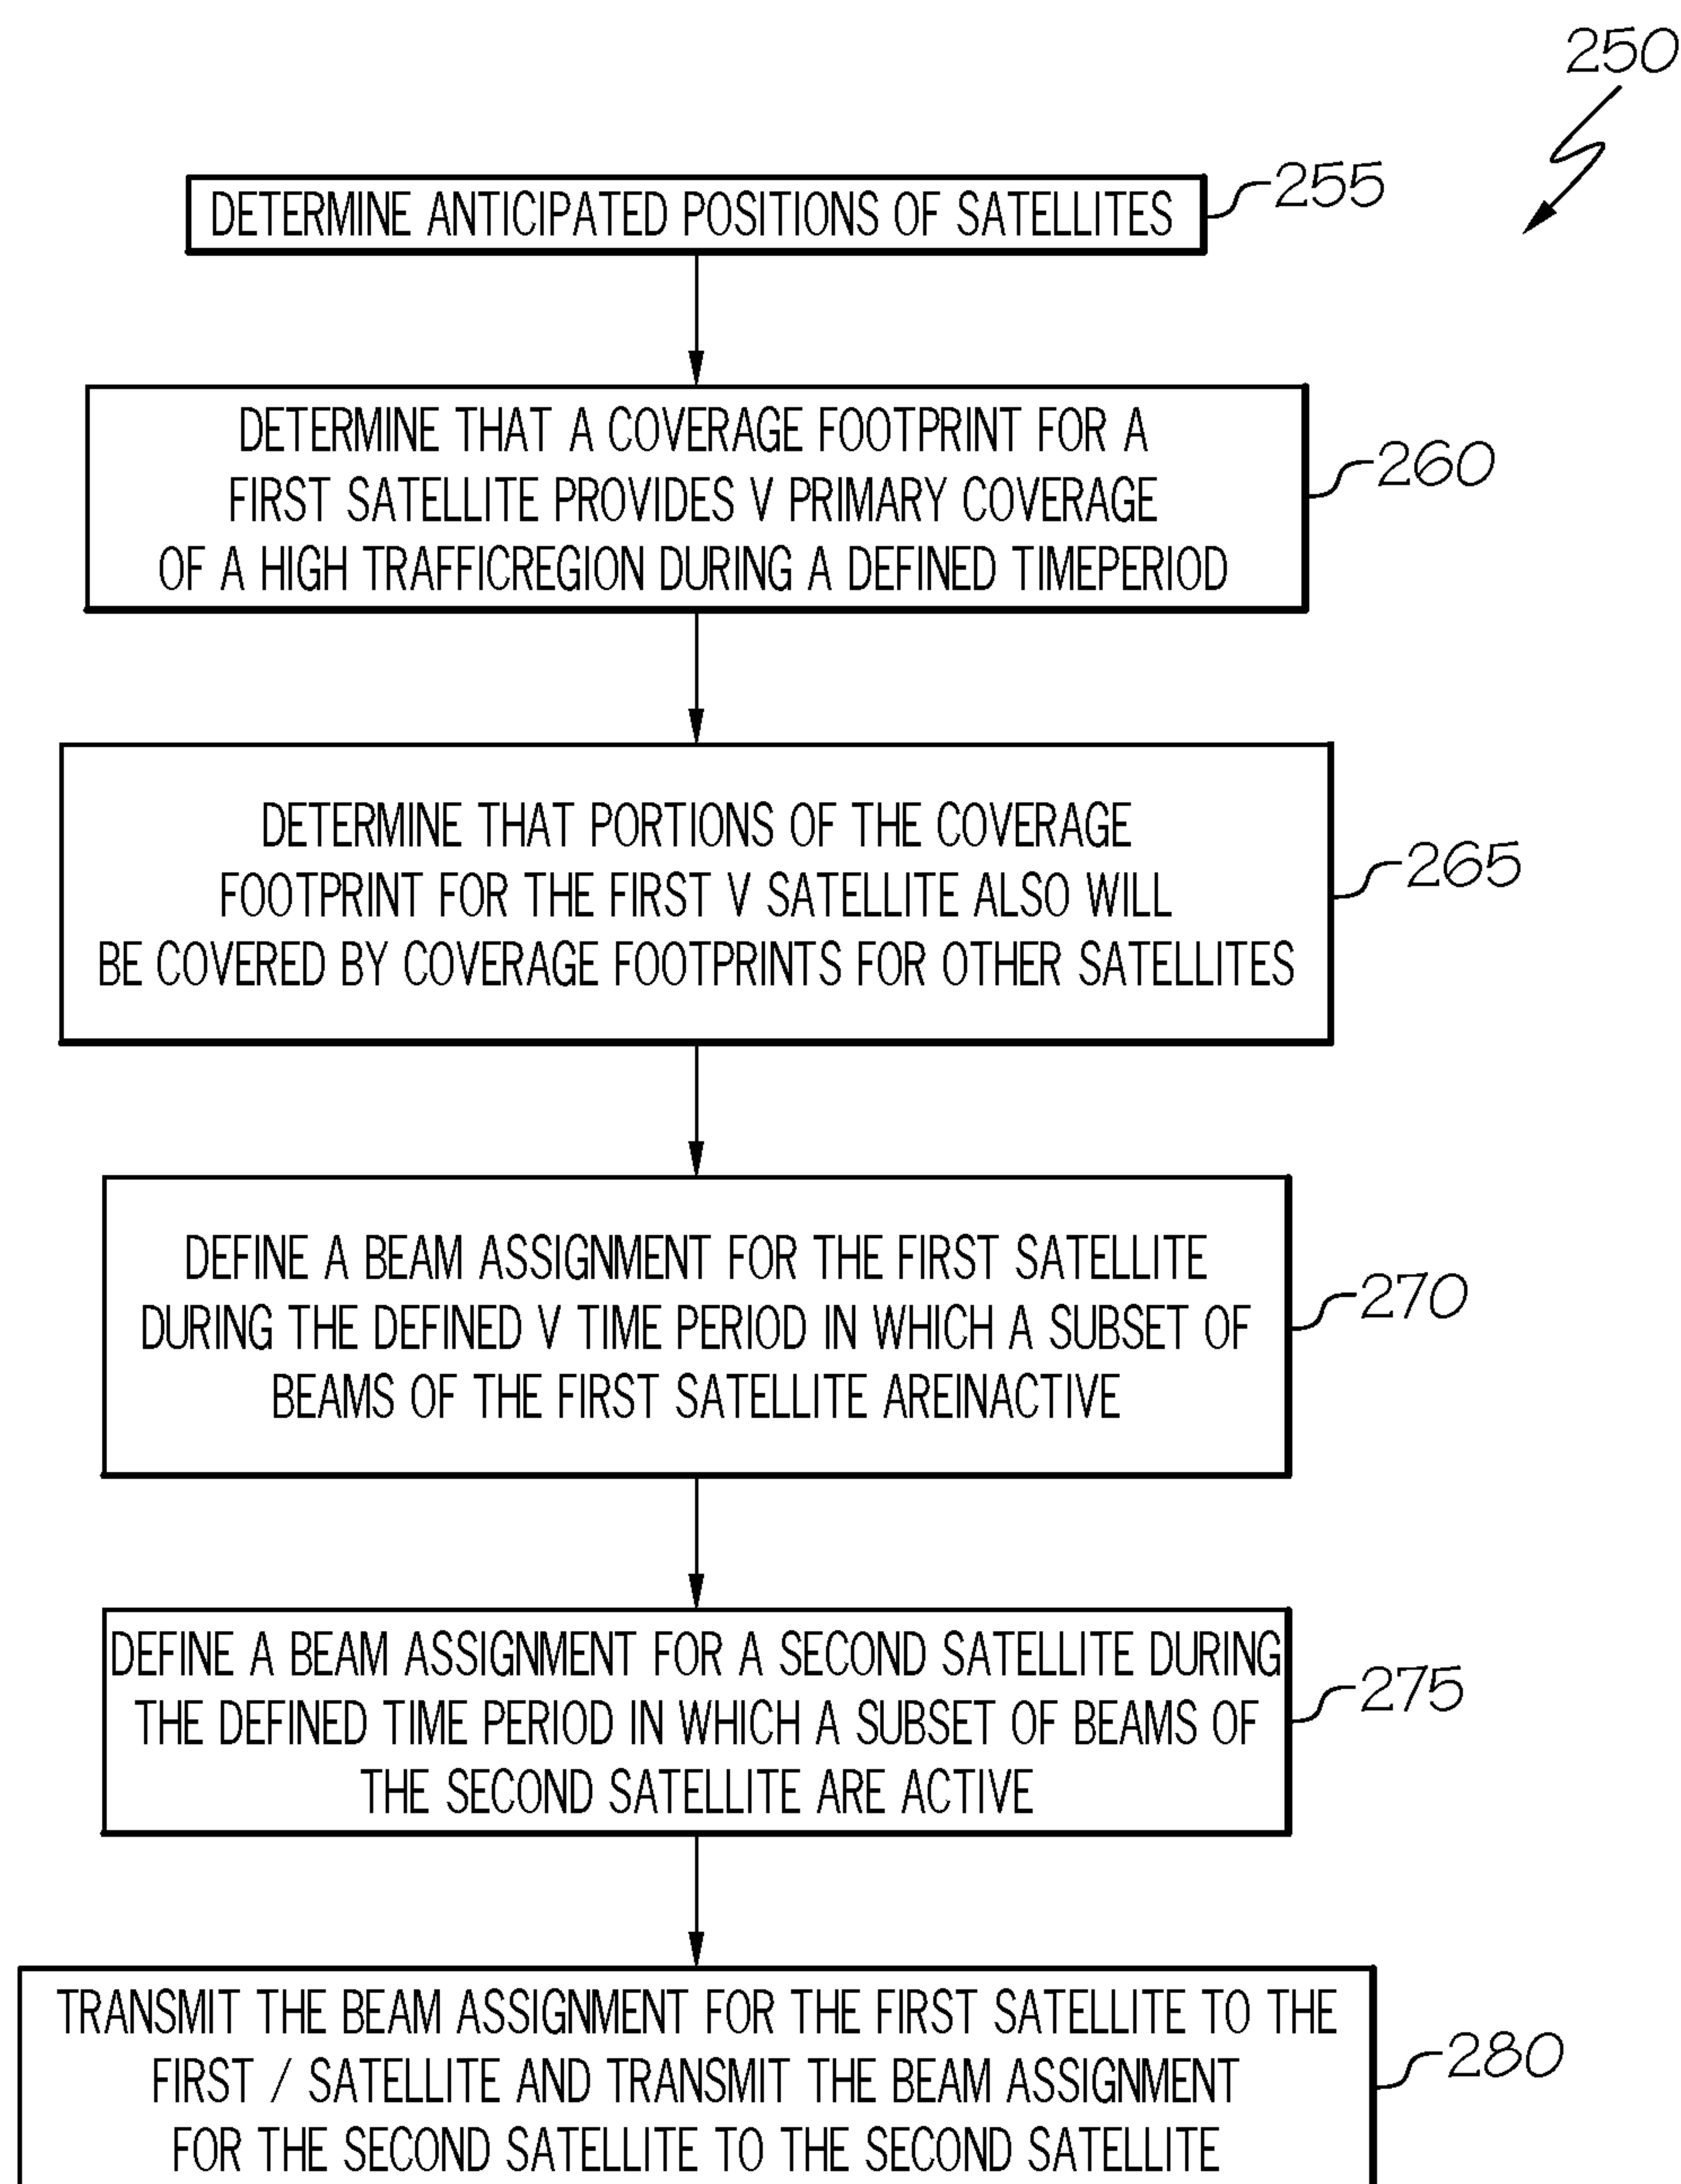 250
DETERMINE ANTICIPATED POSITIONS OF SATELLITES
255
DETERMINE THAT A COVERAGE FOOTPRINT FOR A
FIRST SATELLITE PROVIDES V PRIMARY COVERAGE
OF A HIGH TRAFFICREGION DURING A DEFINED TIMEPERIOD
260
DETERMINE THAT PORTIONS OF THE COVERAGE
FOOTPRINT FOR THE FIRST V SATELLITE ALSO WILL
BE COVERED BY COVERAGE FOOTPRINTS FOR OTHER SATELLITES
265
DEFINE A BEAM ASSIGNMENT FOR THE FIRST SATELLITE
DURING THE DEFINED V TIME PERIOD IN WHICH A SUBSET OF
BEAMS OF THE FIRST SATELLITE AREINACTIVE
270
DEFINE A BEAM ASSIGNMENT FOR A SECOND SATELLITE DURING
THE DEFINED TIME PERIOD IN WHICH A SUBSET OF BEAMS OF
THE SECOND SATELLITE ARE ACTIVE
275
TRANSMIT THE BEAM ASSIGNMENT FOR THE FIRST SATELLITE TO THE
FIRST / SATELLITE AND TRANSMIT THE BEAM ASSIGNMENT
FOR THE SECOND SATELLITE TO THE SECOND SATELLITE
280